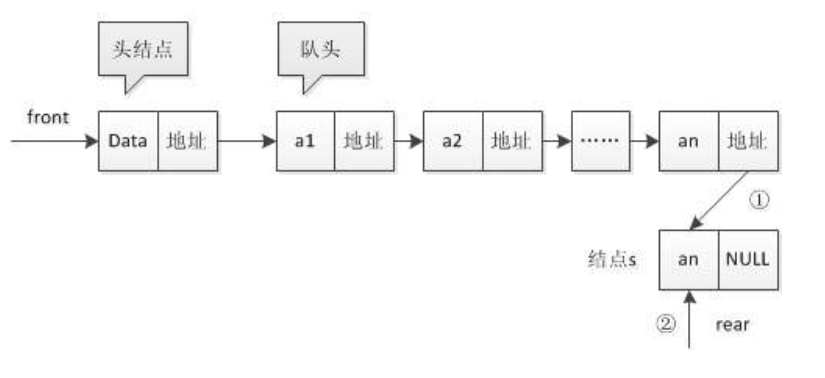 头结点
队头
front
Data 地址 a1 地址 a2 地址 …… an 地址
①
结点s an NULL
② rear